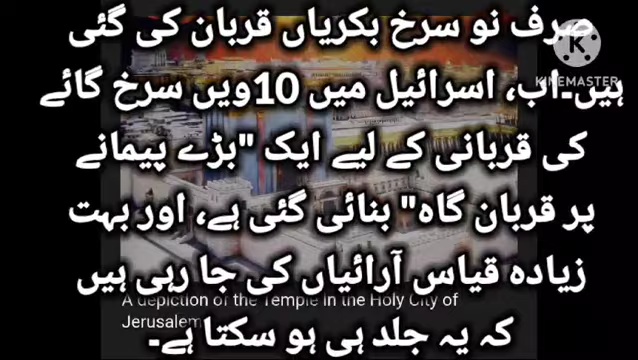 صرف نو سرخ بکریاں قربان کی گئی
ہیں۔اب، اسرائیل میں 10ویں سرخ گائے
کی قربانی کے لیے ایک "بڑے پیمانے
پر قربان گاہ" بنائی گئی ہے، اور بہت
زیادہ قیاس آرائیاں کی جا رہی ہیں
کہ یہ جلد ہی ہو سکتا ہے۔
A depiction of the Temple in the Holy City of
Jerusalem
KINEMASTER